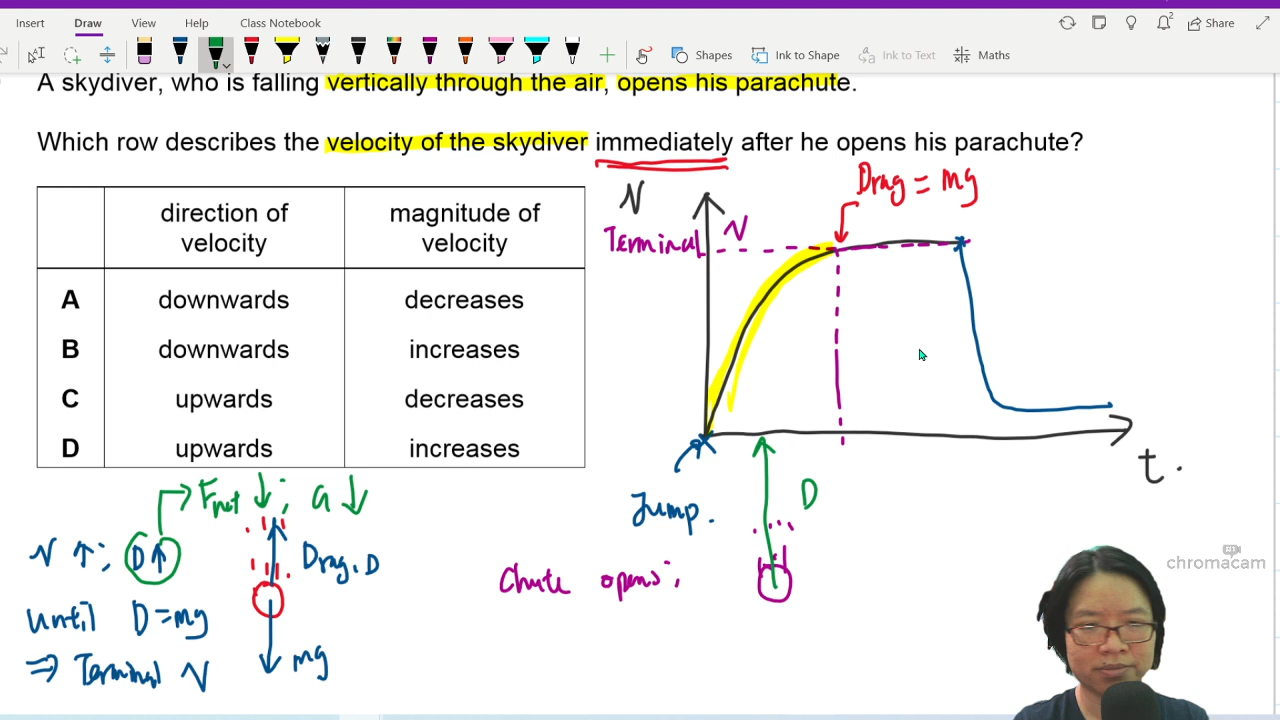 Insert Draw View Help Class Notebook
Share
Shapes Ink to Shape Ink to Text Maths
A skydiver, who is falling vertically through the air, opens his parachute.
Which row describes the velocity of the skydiver immediately after he opens his parachute?
direction of velocity magnitude of velocity
A downwards decreases
B downwards increases
C upwards decreases
D upwards increases
V
Terminal V
Drag = mg
t.
Jump.
Fnet ↓; a ↓
V ↑; D↑
Drag, D
until D = mg
⇒ Terminal V
mg
Chute opens;
D
chromacam